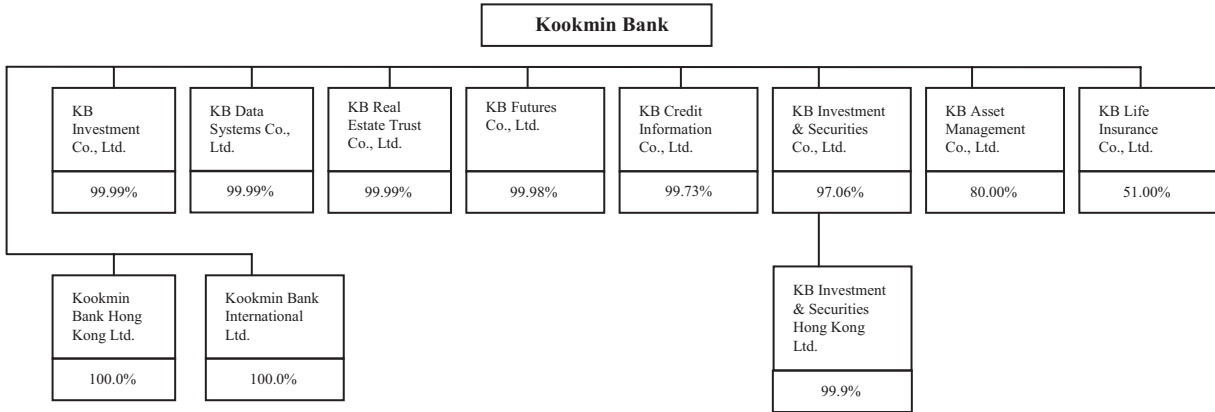 Kookmin Bank
KB
Investment
Co., Ltd.
99.99%
KB Data
Systems Co.,
Ltd.
99.99%
KB Real
Estate Trust
Co., Ltd.
99.99%
KB Futures
Co., Ltd.
99.98%
KB Credit
Information
Co., Ltd.
99.73%
KB Investment
& Securities
Co., Ltd.
97.06%
KB Asset
Management
Co., Ltd.
80.00%
KB Life
Insurance
Co., Ltd.
51.00%
Kookmin
Bank Hong
Kong Ltd.
100.0%
Kookmin Bank
International
Ltd.
100.0%
KB Investment
& Securities
Hong Kong
Ltd.
99.9%